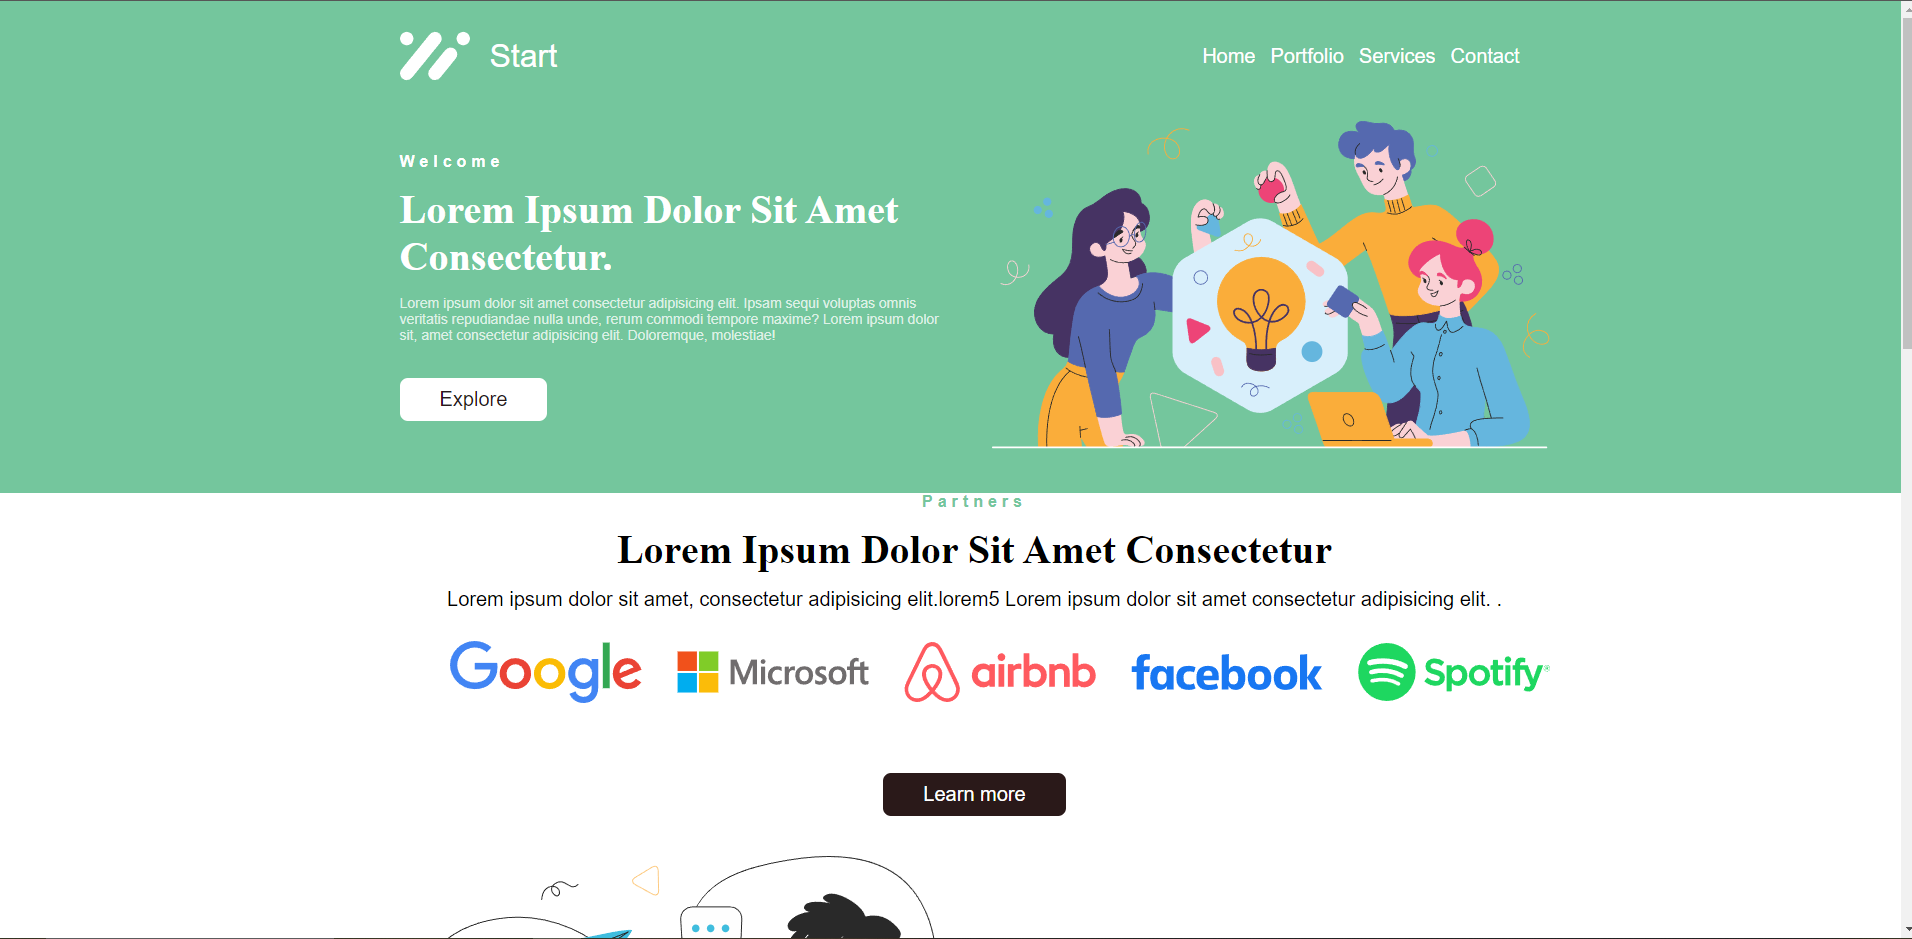 Start
Home Portfolio Services Contact
Welcome
Lorem Ipsum Dolor Sit Amet
Consectetur.
Lorem ipsum dolor sit amet consectetur adipisicing elit. Ipsam sequi voluptas omnis
veritatis repudiandae nulla unde, rerum commodi tempore maxime? Lorem ipsum dolor
sit, amet consectetur adipisicing elit. Doloremque, molestiae!
Explore
Partners
Lorem Ipsum Dolor Sit Amet Consectetur
Lorem ipsum dolor sit amet, consectetur adipisicing elit.lorem5 Lorem ipsum dolor sit amet consectetur adipisicing elit. .
Google Microsoft airbnb facebook Spotify®
Learn more